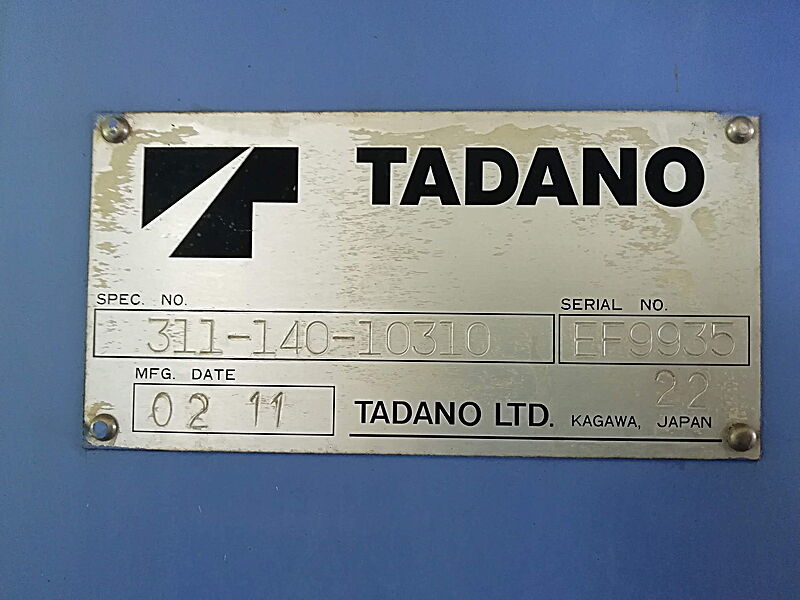 TADANO
SPEC. NO.
311-140-10310
SERIAL NO.
EF9935
22
MFG. DATE
02 11
TADANO LTD. KAGAWA, JAPAN